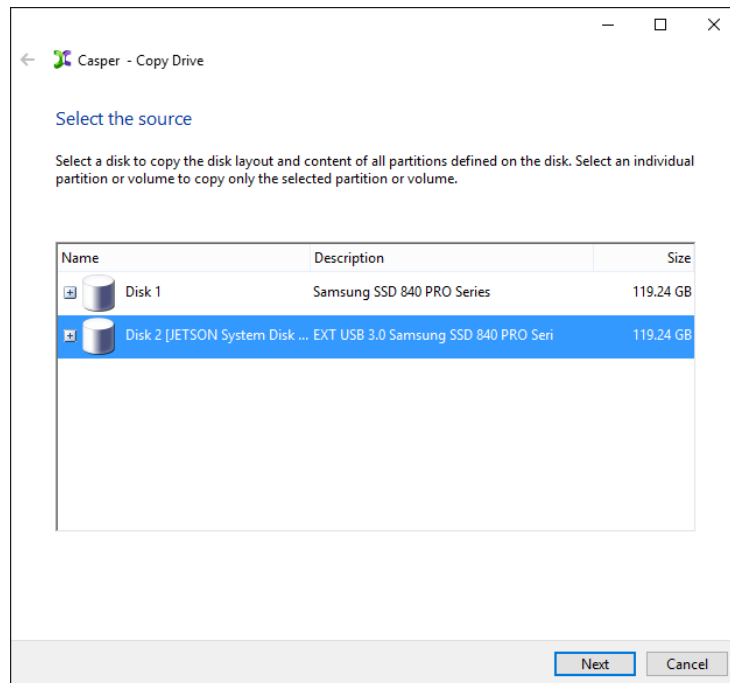 Casper - Copy Drive
Select the source
Select a disk to copy the disk layout and content of all partitions defined on the disk. Select an individual
partition or volume to copy only the selected partition or volume.
Name Description Size
Disk 1 Samsung SSD 840 PRO Series 119.24 GB
Disk 2 [JETSON System Disk ... EXT USB 3.0 Samsung SSD 840 PRO Seri 119.24 GB
Next Cancel